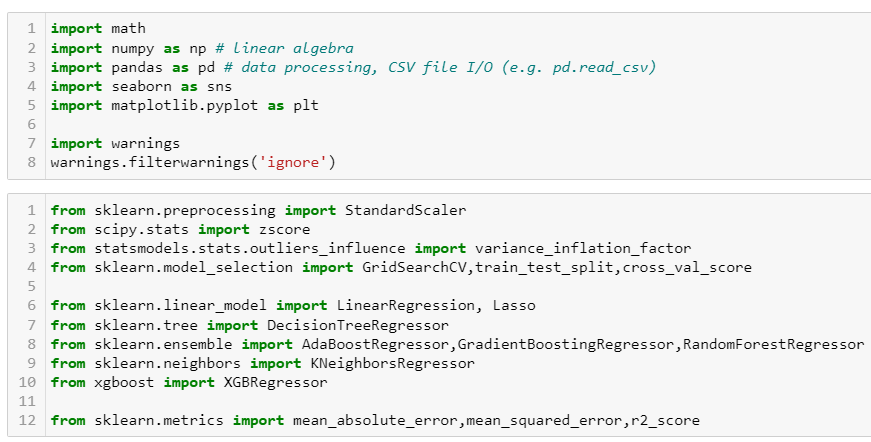 1 import math
2 import numpy as np # linear algebra
3 import pandas as pd # data processing, CSV file I/O (e.g. pd.read_csv)
4 import seaborn as sns
5 import matplotlib.pyplot as plt
6
7 import warnings
8 warnings.filterwarnings('ignore')
1 from sklearn.preprocessing import StandardScaler
2 from scipy.stats import zscore
3 from statsmodels.stats.outliers_influence import variance_inflation_factor
4 from sklearn.model_selection import GridSearchCV,train_test_split,cross_val_score
5
6 from sklearn.linear_model import LinearRegression, Lasso
7 from sklearn.tree import DecisionTreeRegressor
8 from sklearn.ensemble import AdaBoostRegressor,GradientBoostingRegressor,RandomForestRegressor
9 from sklearn.neighbors import KNeighborsRegressor
10 from xgboost import XGBRegressor
11
12 from sklearn.metrics import mean_absolute_error,mean_squared_error,r2_score